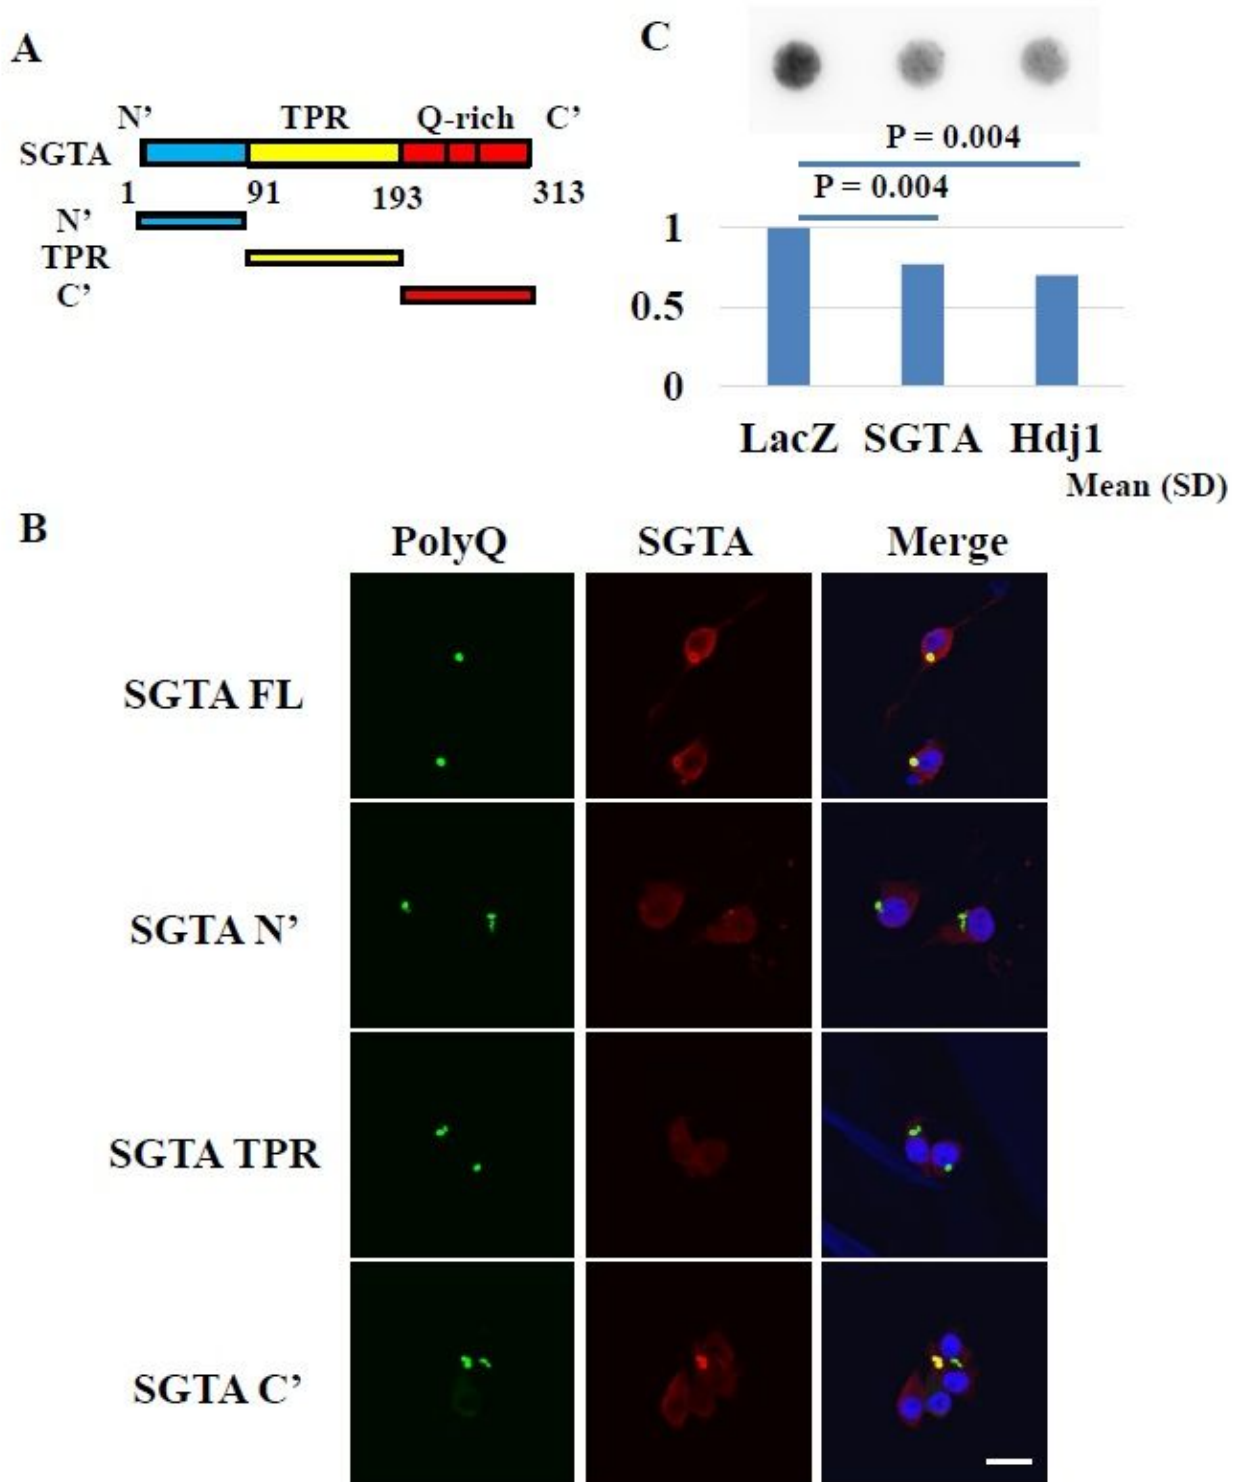 A
N’ TPR Q-rich C’
SGTA
1 91 193 313
N’
TPR
C’
C
P = 0.004
P = 0.004
1
0.5
0
LacZ SGTA Hdj1
Mean (SD)
B
PolyQ SGTA Merge
SGTA FL
SGTA N’
SGTA TPR
SGTA C’